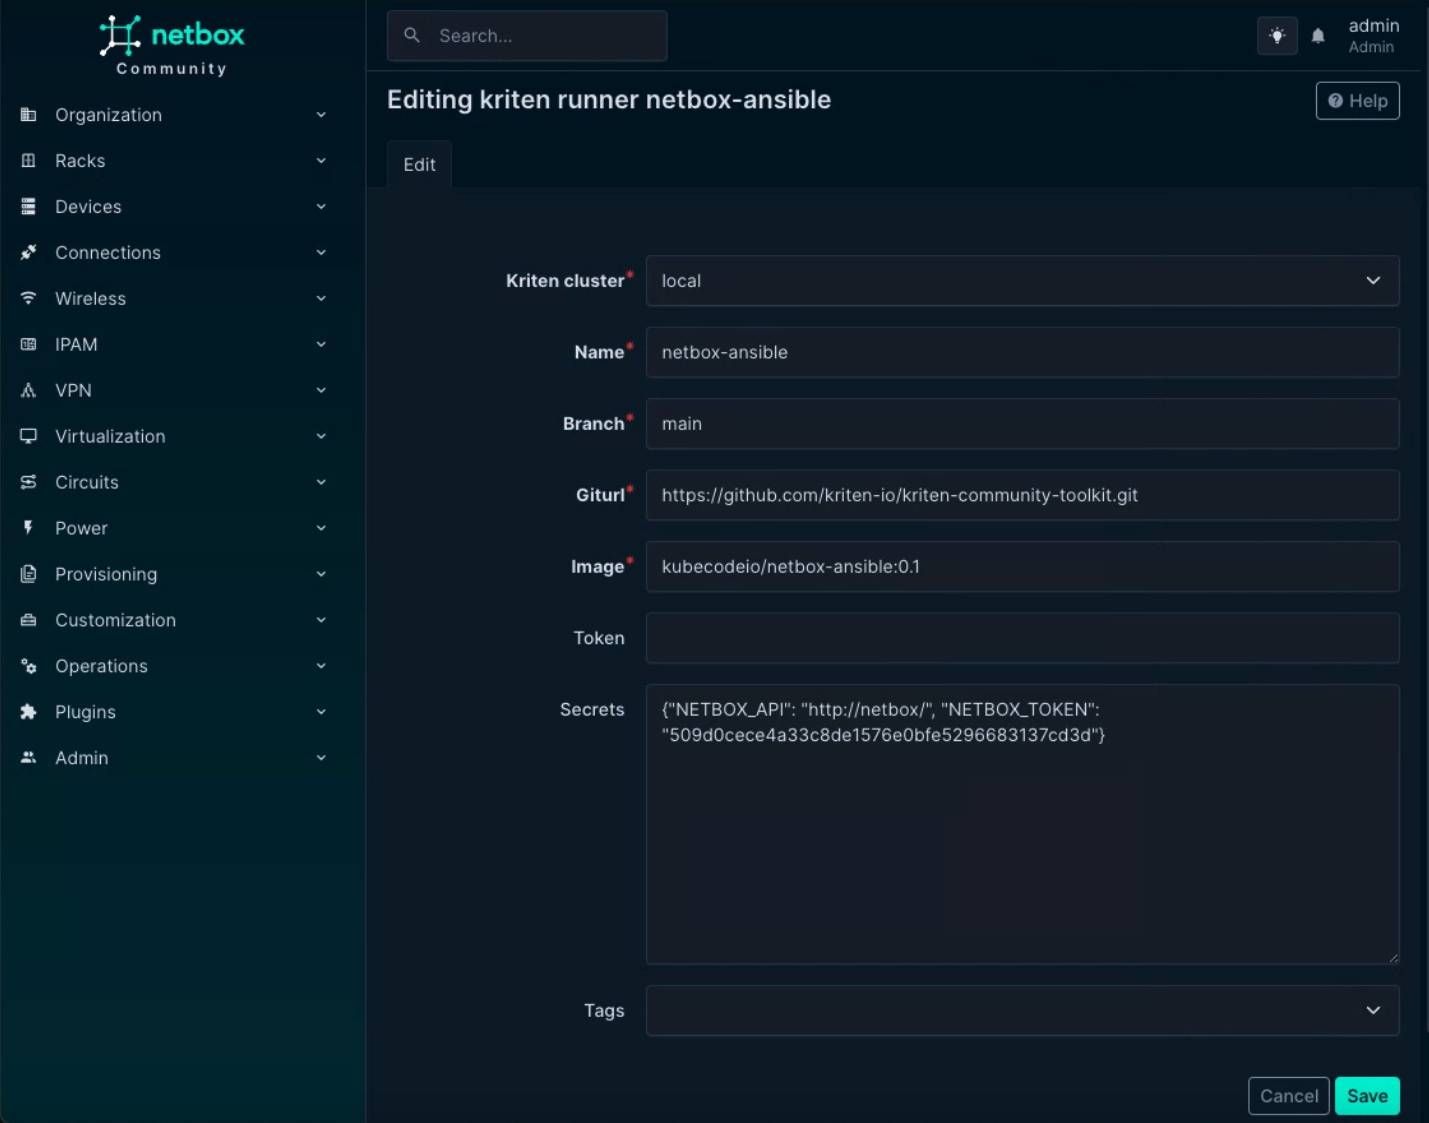 netbox
Community
Search...
admin
Admin
Organization
Racks
Devices
Connections
Wireless
IPAM
VPN
Virtualization
Circuits
Power
Provisioning
Customization
Operations
Plugins
Admin
Editing kriten runner netbox-ansible
Help
Edit
Kriten cluster* local
Name* netbox-ansible
Branch* main
Giturl* https://github.com/kriten-io/kriten-community-toolkit.git
Image* kubecodeio/netbox-ansible:0.1
Token
Secrets {"NETBOX_API": "http://netbox/", "NETBOX_TOKEN":
"509d0cece4a33c8de1576e0bfe5296683137cd3d"}
Tags
Cancel Save